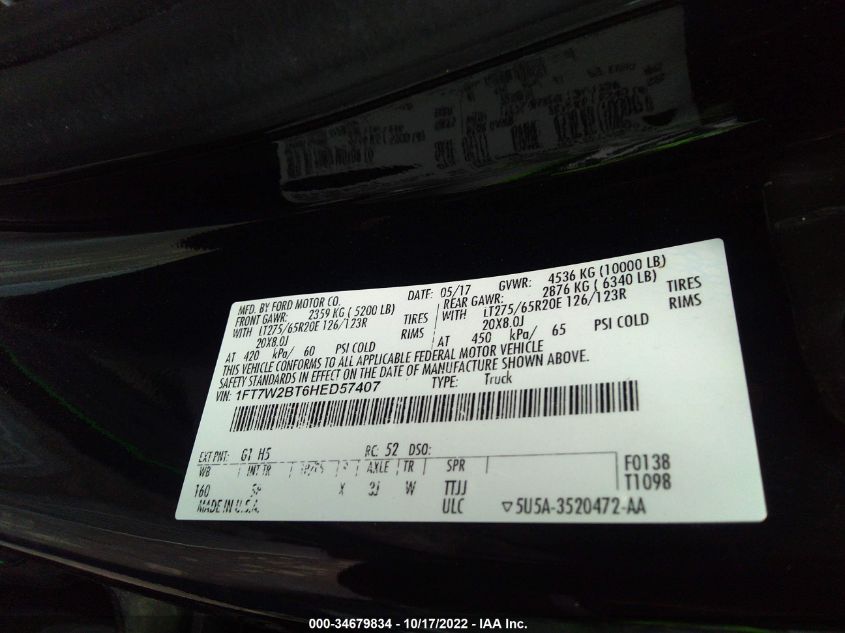 MFD. BY FORD MOTOR CO.
DATE: 05/17
GVWR: 4536 KG (10000 LB)
FRONT GAWR: 2359 KG ( 5200 LB)
REAR GAWR: 2876 KG ( 6340 LB)
WITH LT275/65R20E 126/123R TIRES
WITH LT275/65R20E 126/123R TIRES
20X8.0J RIMS
20X8.0J RIMS
AT 420 kPa/ 60 PSI COLD
AT 450 kPa/ 65 PSI COLD
THIS VEHICLE CONFORMS TO ALL APPLICABLE FEDERAL MOTOR VEHICLE
SAFETY STANDARDS IN EFFECT ON THE DATE OF MANUFACTURE SHOWN ABOVE.
VIN: 1FT7W2BT6HED57407
TYPE: Truck
EXT PNT: G1 H5 RC: 52 DSO:
WB INT TR AXLE TR SPR
F0138
160 X 3J W TTJJ
T1098
MADE IN U.S.A. ULC
5U5A-3520472-AA
000-34679834 - 10/17/2022 - IAA Inc.